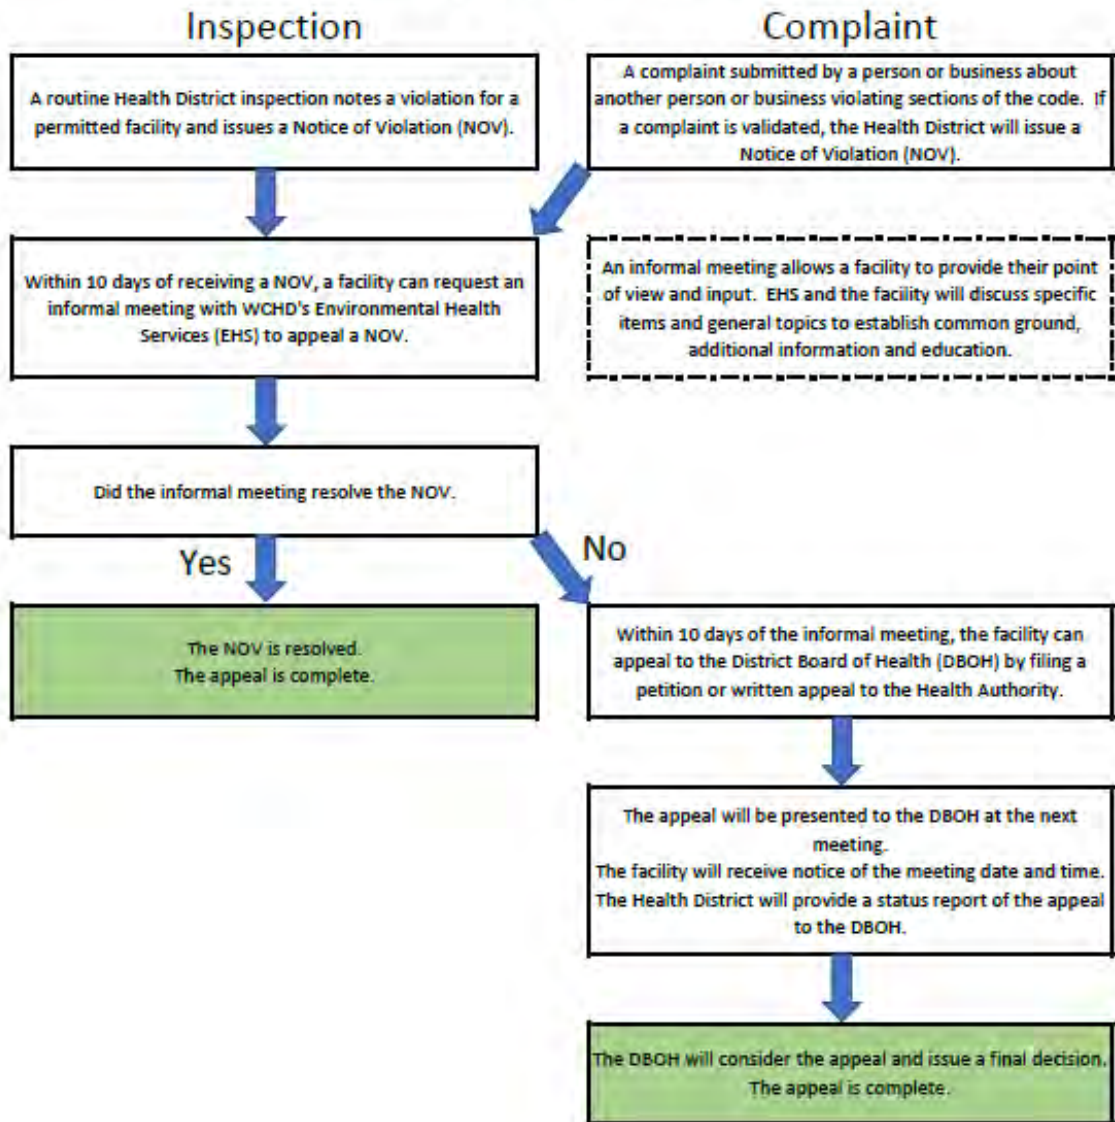 Inspection
Complaint
A routine Health District inspection notes a violation for a
permitted facility and issues a Notice of Violation (NOV).
A complaint submitted by a person or business about
another person or business violating sections of the code.  If
a complaint is validated, the Health District will issue a
Notice of Violation (NOV).
Within 10 days of receiving a NOV, a facility can request an
informal meeting with WCHD's Environmental Health
Services (EHS) to appeal a NOV.
An informal meeting allows a facility to provide their point
of view and input.  EHS and the facility will discuss specific
items and general topics to establish common ground,
additional information and education.
Did the informal meeting resolve the NOV.
Yes
No
The NOV is resolved.
The appeal is complete.
Within 10 days of the informal meeting, the facility can
appeal to the District Board of Health (DBOH) by filing a
petition or written appeal to the Health Authority.
The appeal will be presented to the DBOH at the next
meeting.
The facility will receive notice of the meeting date and time.
The Health District will provide a status report of the appeal
to the DBOH.
The DBOH will consider the appeal and issue a final decision.
The appeal is complete.